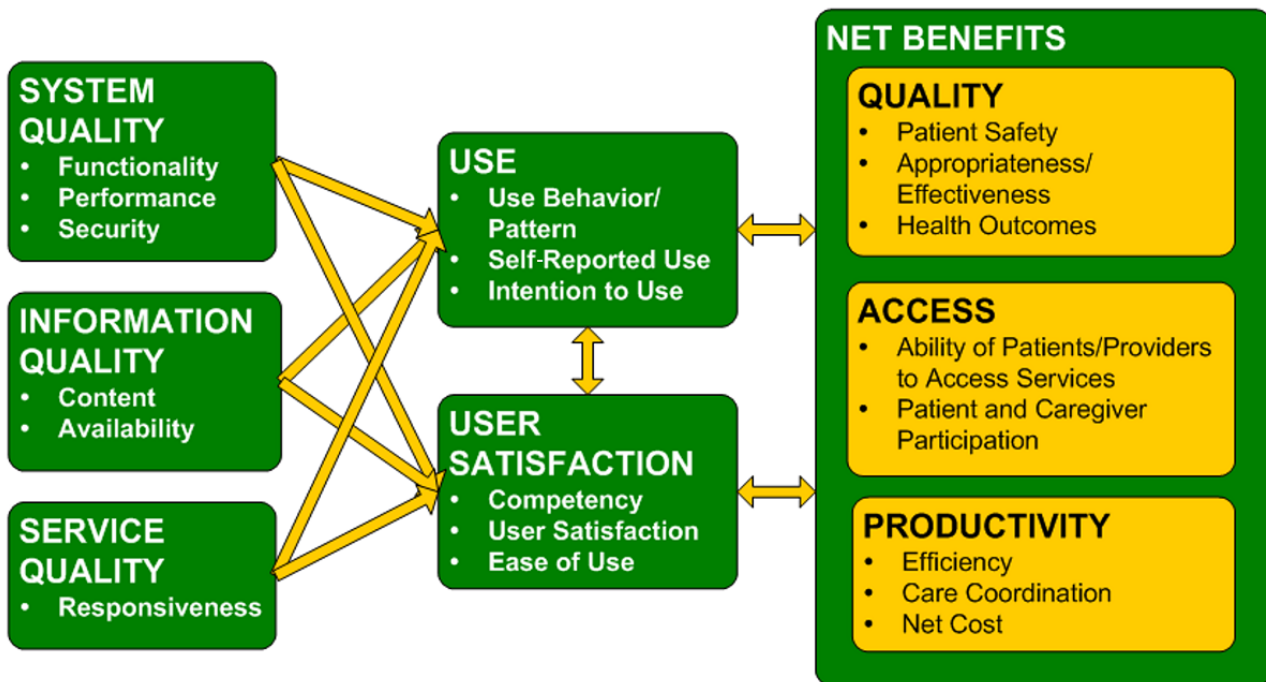 SYSTEM
QUALITY
• Functionality
• Performance
• Security
INFORMATION
QUALITY
• Content
• Availability
SERVICE
QUALITY
• Responsiveness
USE
• Use Behavior/
Pattern
• Self-Reported Use
• Intention to Use
USER
SATISFACTION
• Competency
• User Satisfaction
• Ease of Use
NET BENEFITS
QUALITY
• Patient Safety
• Appropriateness/
Effectiveness
• Health Outcomes
ACCESS
• Ability of Patients/Providers
to Access Services
• Patient and Caregiver
Participation
PRODUCTIVITY
• Efficiency
• Care Coordination
• Net Cost